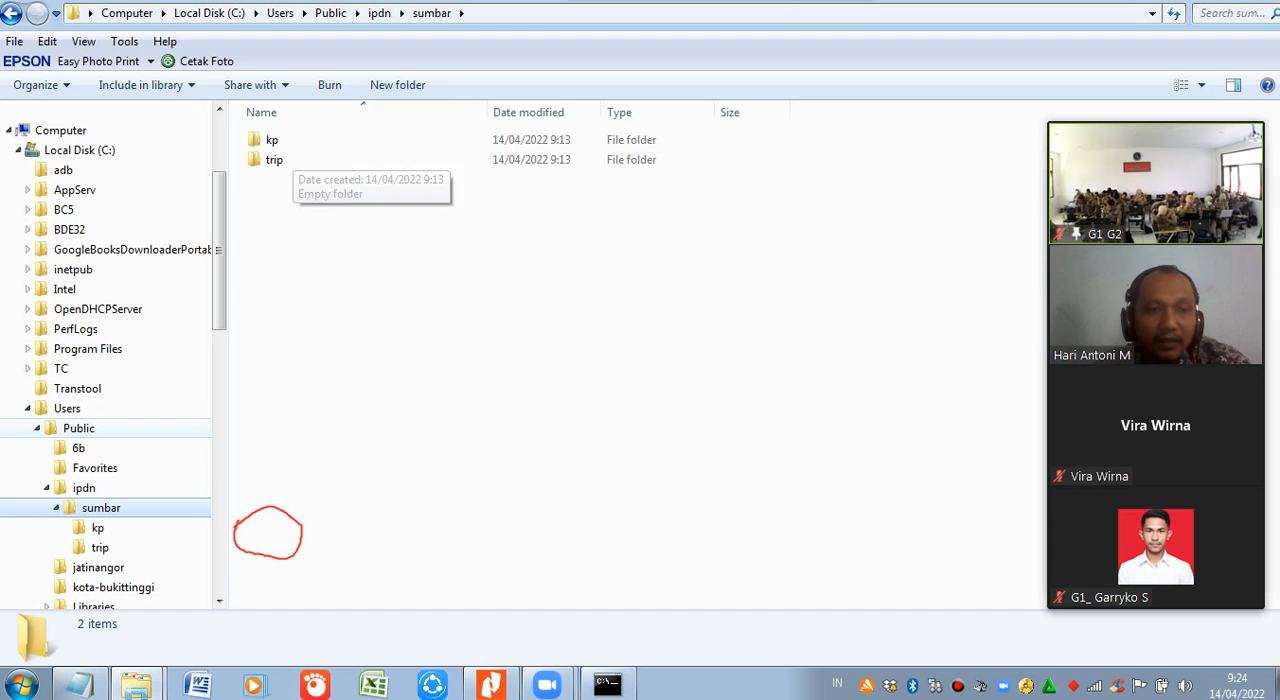 Computer ▸ Local Disk (C:) ▸ Users ▸ Public ▸ ipdn ▸ sumbar ▸
Search sum...
File Edit View Tools Help
EPSON Easy Photo Print Cetak Foto
Organize Include in library Share with Burn New folder
Name Date modified Type Size
kp 14/04/2022 9:13 File folder
trip 14/04/2022 9:13 File folder
Date created: 14/04/2022 9:13
Empty folder
Computer
Local Disk (C:)
adb
AppServ
BC5
BDE32
GoogleBooksDownloaderPortab
inetpub
Intel
OpenDHCPServer
PerfLogs
Program Files
TC
Transtool
Users
Public
6b
Favorites
ipdn
sumbar
kp
trip
jatinangor
kota-bukittinggi
Libraries
G1 G2
Hari Antoni M
Vira Wirna
Vira Wirna
G1_ Garryko S
2 items
IN
9:24
14/04/2022